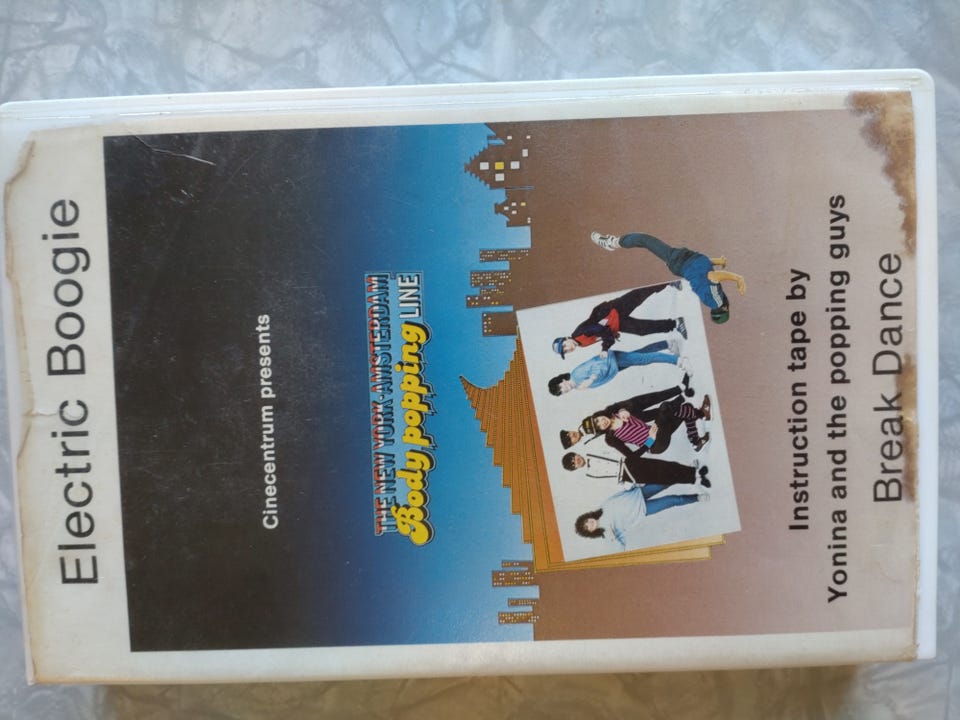 Electric Boogie
Cinecentrum presents
THE NEW YORK-AMSTERDAM
Body popping LINE
Instruction tape by
Yonina and the popping guys
Break Dance